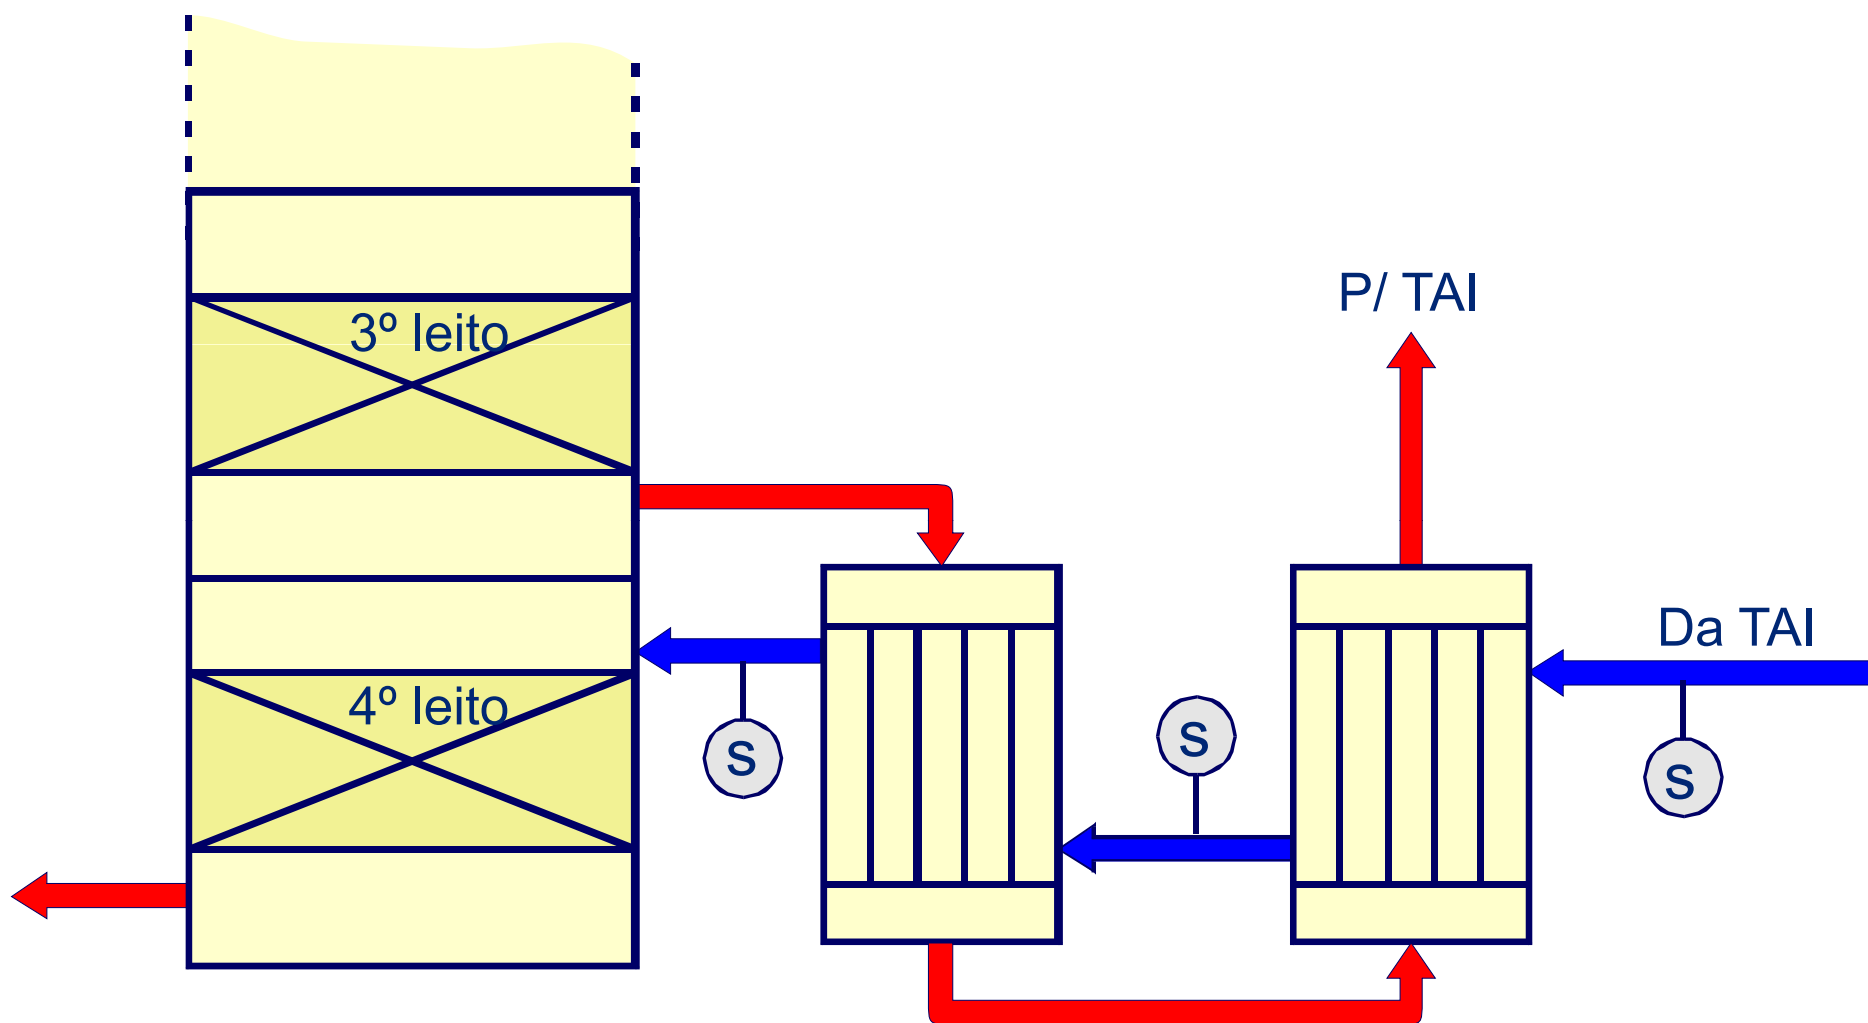 P/ TAI
3º leito
Da TAI
4º leito
S
S
S